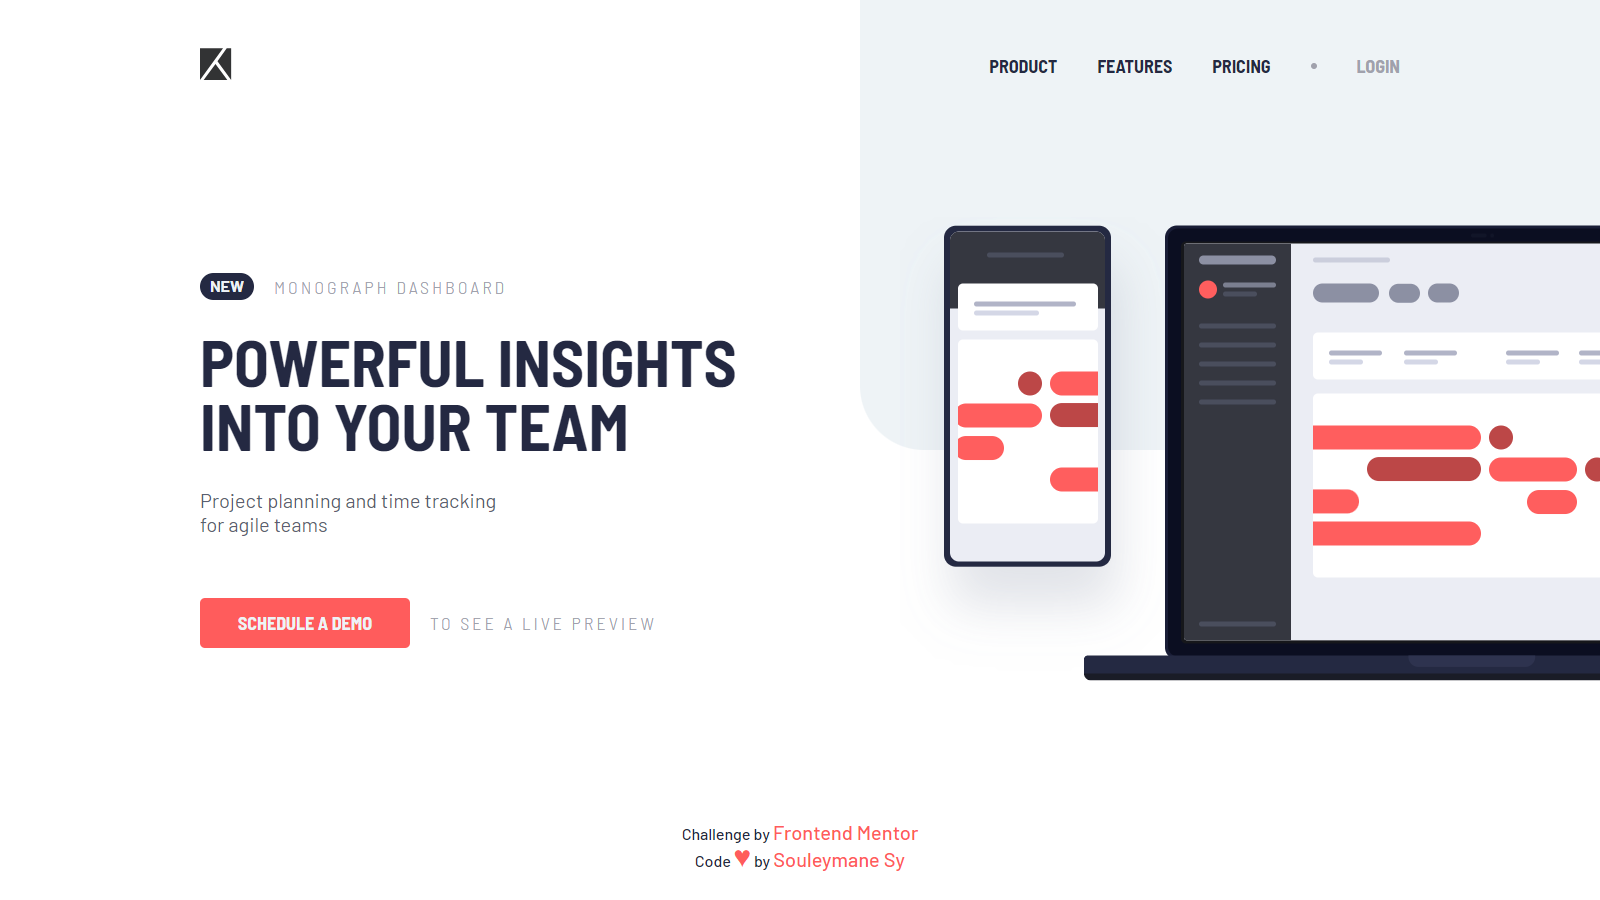 PRODUCT FEATURES PRICING • LOGIN
NEW MONOGRAPH DASHBOARD
POWERFUL INSIGHTS
INTO YOUR TEAM
Project planning and time tracking
for agile teams
SCHEDULE A DEMO TO SEE A LIVE PREVIEW
Challenge by Frontend Mentor
Code ♥ by Souleymane Sy